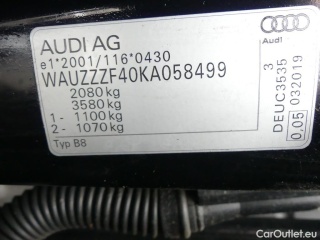 AUDI AG
e1*2001/116*0430
WAUZZZF40KA058499
2080 kg
3580 kg
1- 1100 kg
2- 1070 kg
Typ B8
Audi
3
DEUC3535
0.05 032019
CarOutlet.eu